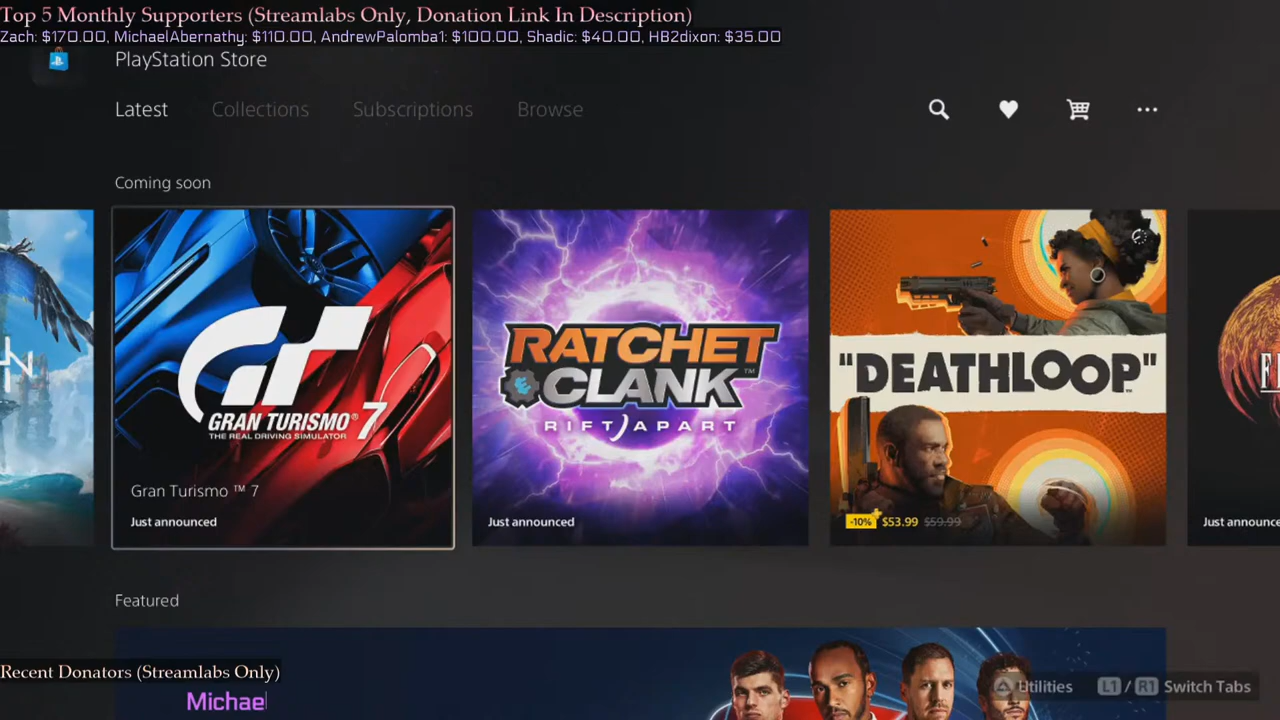 Top 5 Monthly Supporters (Streamlabs Only, Donation Link In Description)
Zach: $170.00, MichaelAbernathy: $110.00, AndrewPalomba1: $100.00, Shadic: $40.00, HB2dixon: $35.00
PlayStation Store
Latest Collections Subscriptions Browse
Coming soon
GT
GRAN TURISMO® 7
THE REAL DRIVING SIMULATOR
Gran Turismo ™ 7
Just announced
RATCHET
CLANK™
RIFT APART
Just announced
"DEATHLOOP"
-10% $53.99 $59.99
Just announce
Featured
Recent Donators (Streamlabs Only)
Michael
Utilities L1 / R1 Switch Tabs